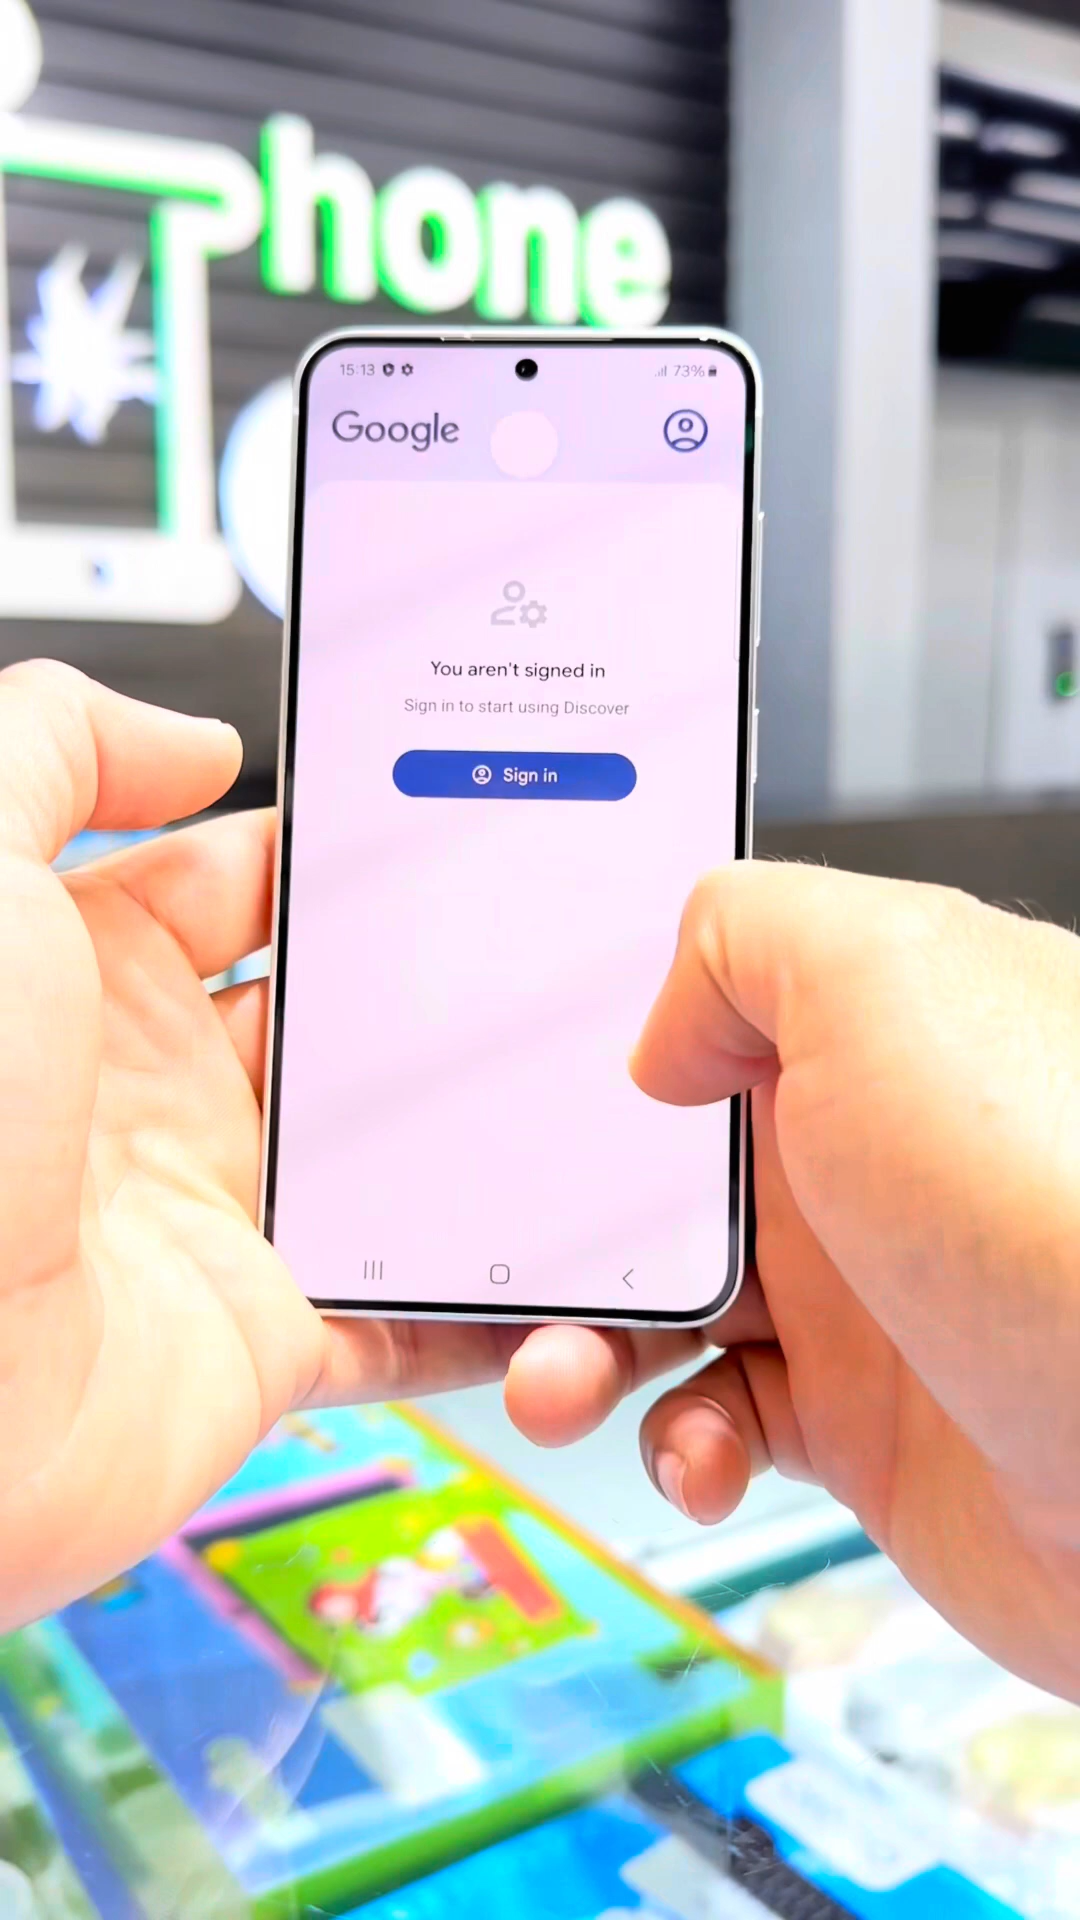 Phone
15:13
73%
Google
You aren't signed in
Sign in to start using Discover
Sign in